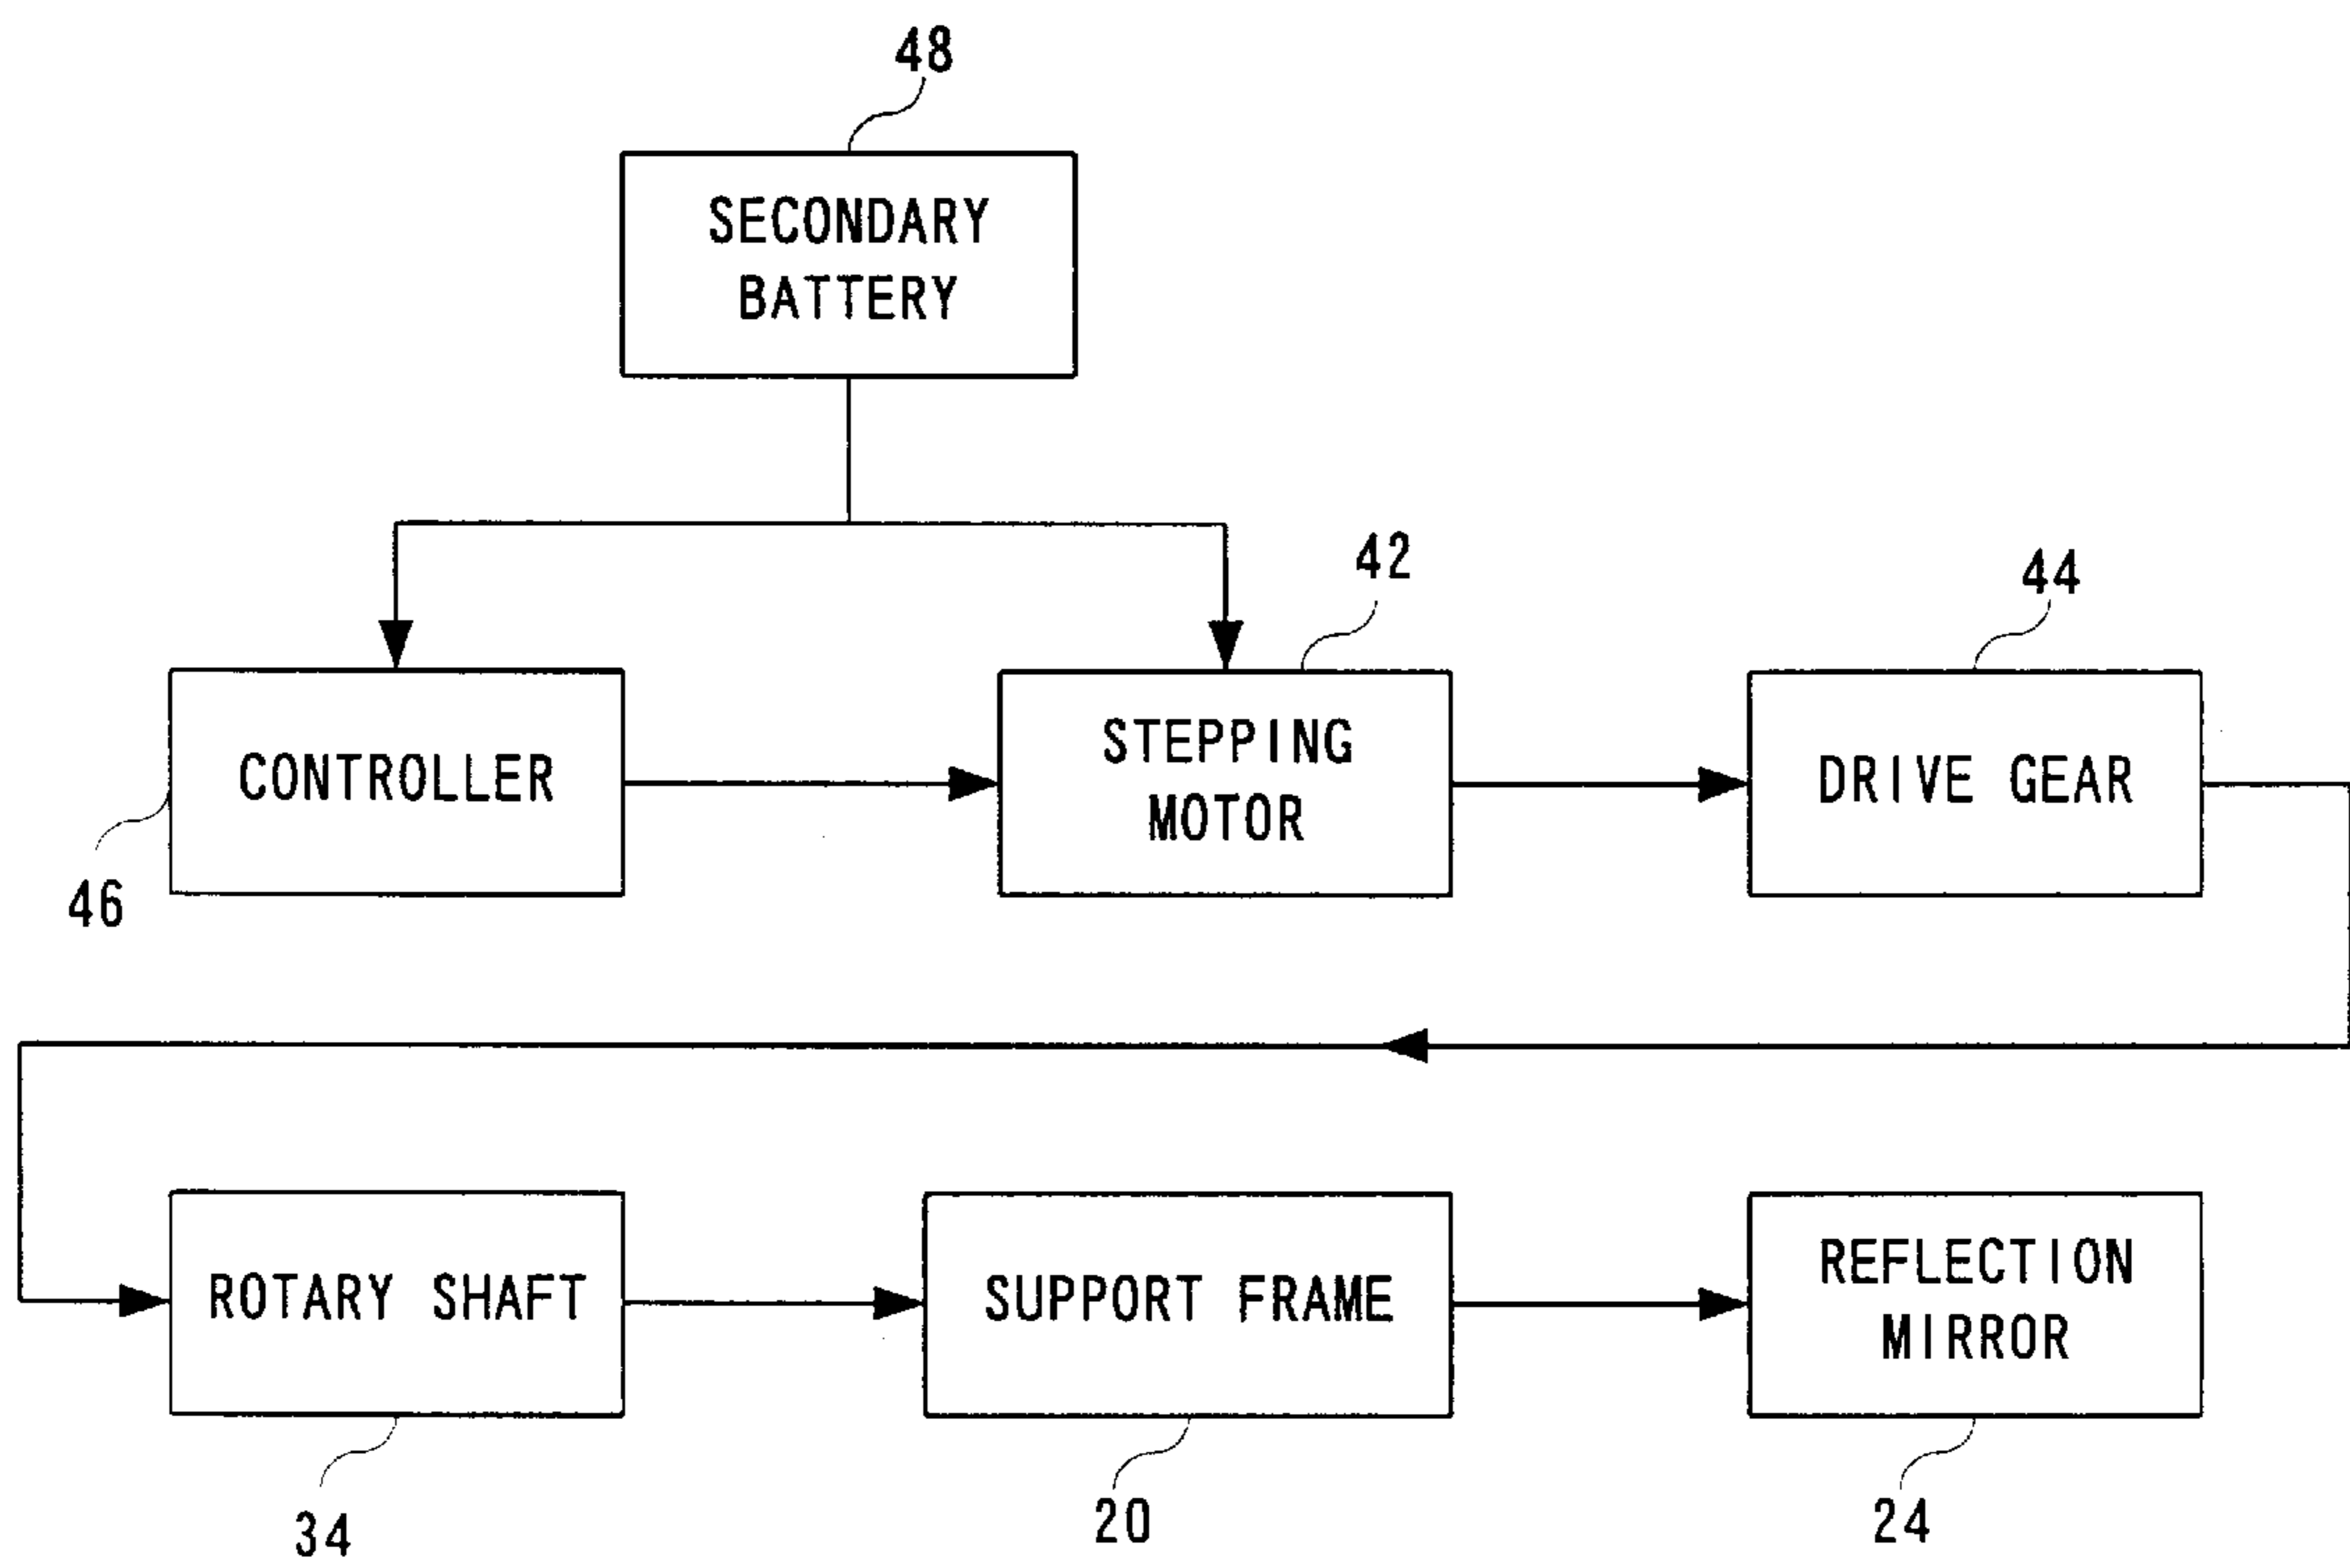 48
SECONDARY
BATTERY
42
44
CONTROLLER
STEPPING
MOTOR
DRIVE GEAR
46
ROTARY SHAFT
SUPPORT FRAME
REFLECTION
MIRROR
34
20
24